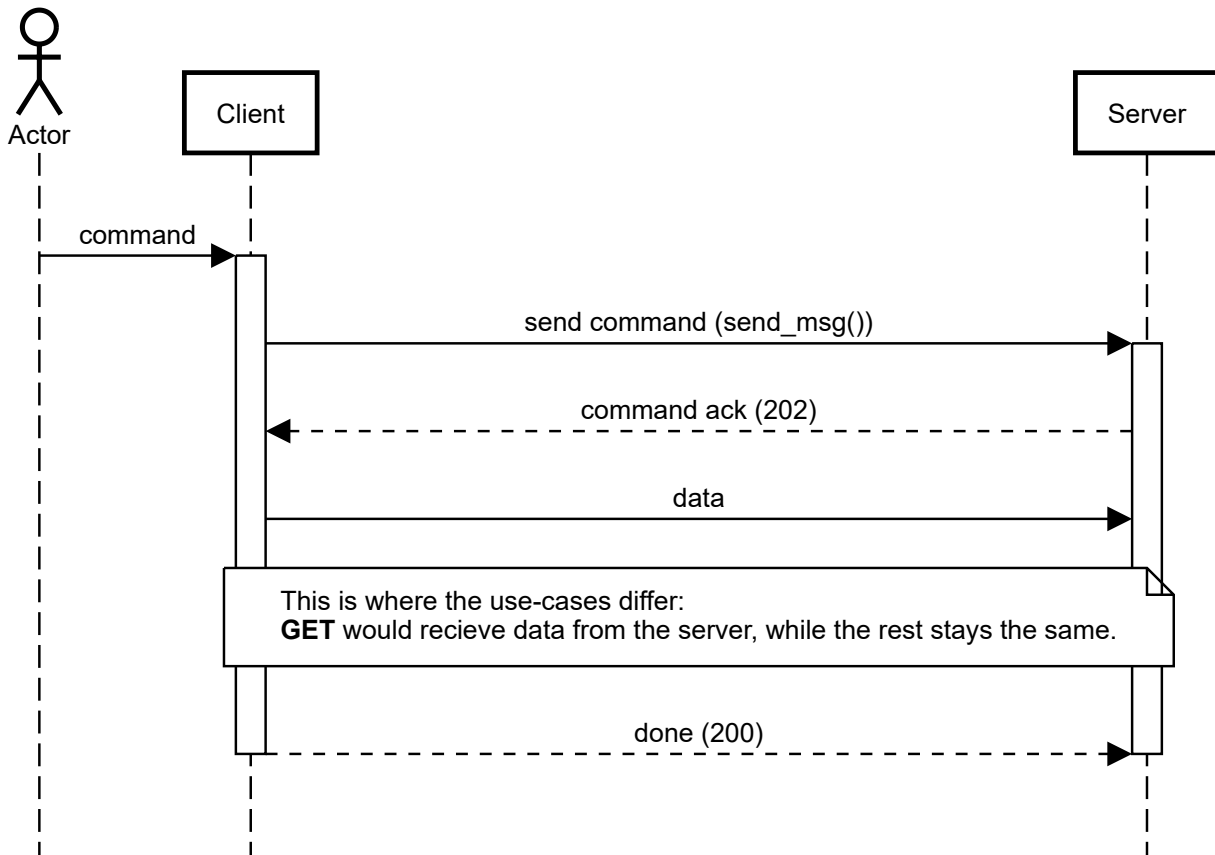 Actor
Client
Server
command
send command (send_msg())
command ack (202)
data
This is where the use-cases differ:
GET would recieve data from the server, while the rest stays the same.
done (200)